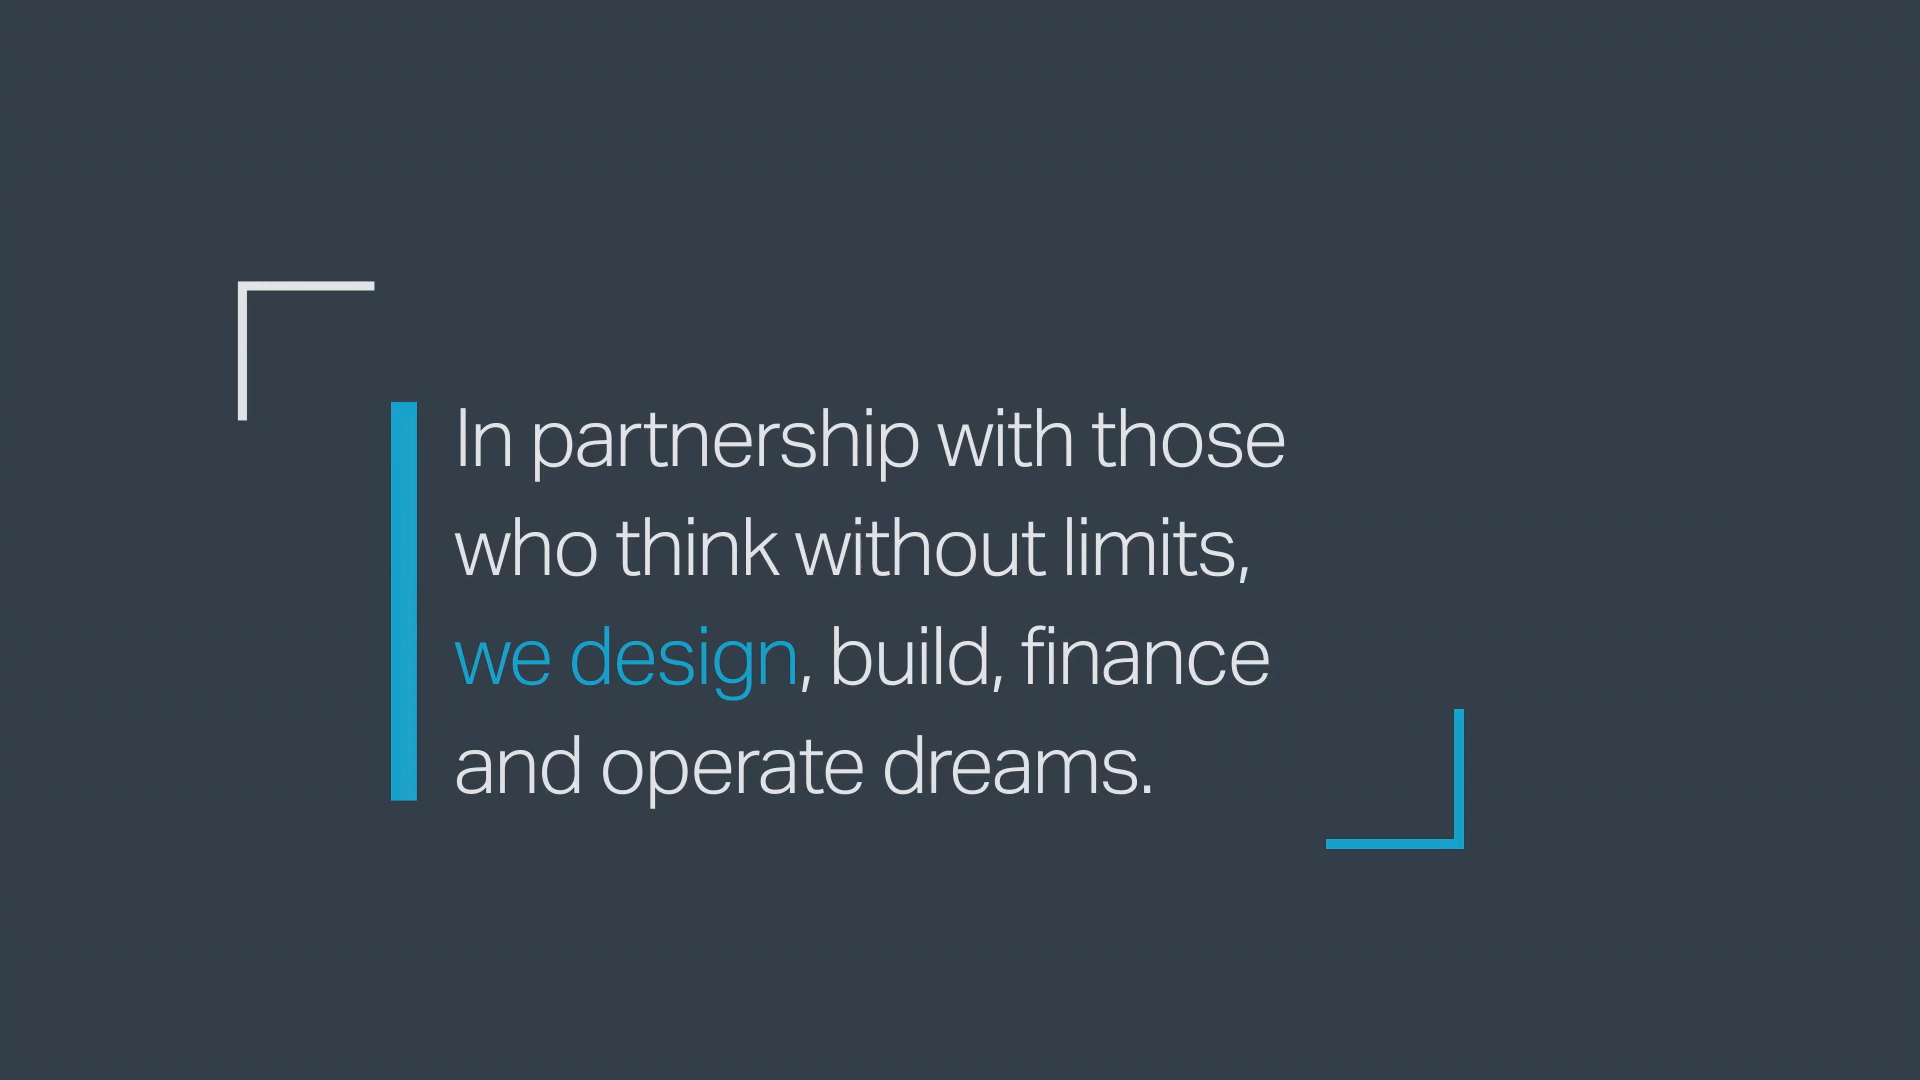 In partnership with those
who think without limits,
we design, build, finance
and operate dreams.